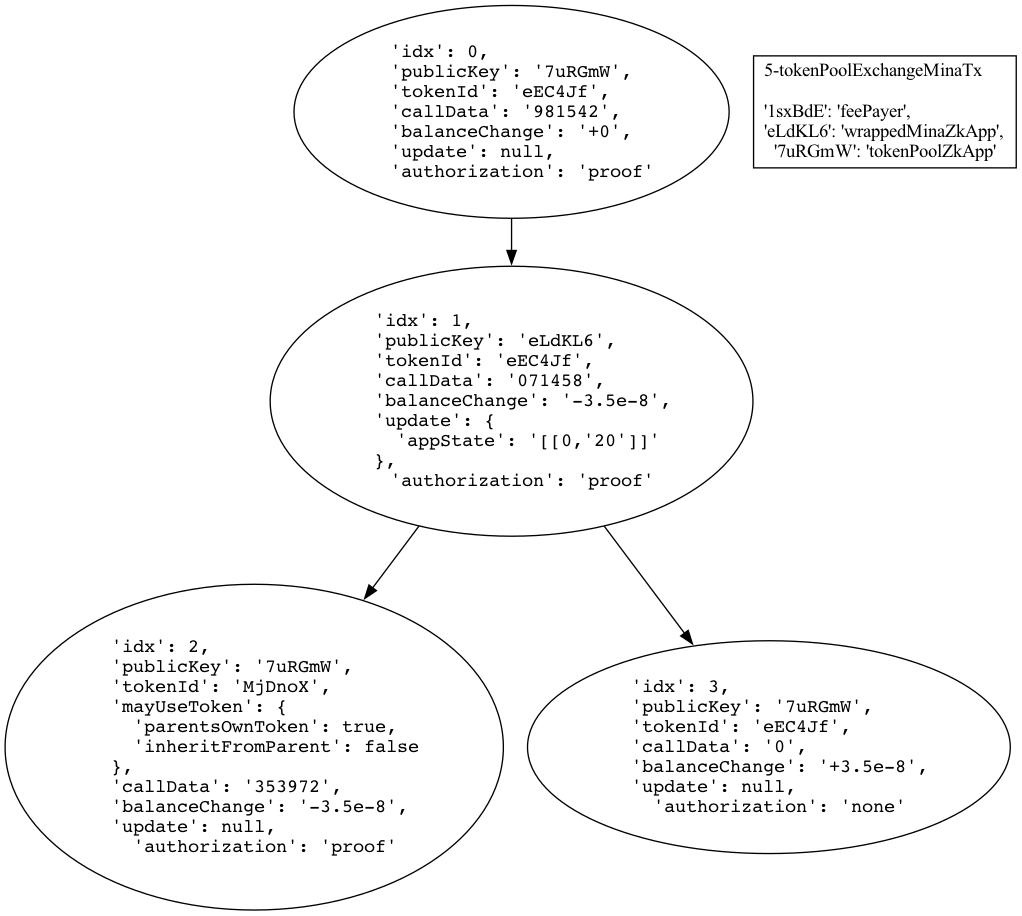 'idx': 0,
'publicKey': '7uRGmW',
'tokenId': 'eEC4Jf',
'callData': '981542',
'balanceChange': '+0',
'update': null,
'authorization': 'proof'
5-tokenPoolExchangeMinaTx
'1sxBdE': 'feePayer',
'eLdKL6': 'wrappedMinaZkApp',
'7uRGmW': 'tokenPoolZkApp'
'idx': 1,
'publicKey': 'eLdKL6',
'tokenId': 'eEC4Jf',
'callData': '071458',
'balanceChange': '-3.5e-8',
'update': {
'appState': '[[0,'20']]'
},
'authorization': 'proof'
'idx': 2,
'publicKey': '7uRGmW',
'tokenId': 'MjDnoX',
'mayUseToken': {
'parentsOwnToken': true,
'inheritFromParent': false
},
'callData': '353972',
'balanceChange': '-3.5e-8',
'update': null,
'authorization': 'proof'
'idx': 3,
'publicKey': '7uRGmW',
'tokenId': 'eEC4Jf',
'callData': '0',
'balanceChange': '+3.5e-8',
'update': null,
'authorization': 'none'